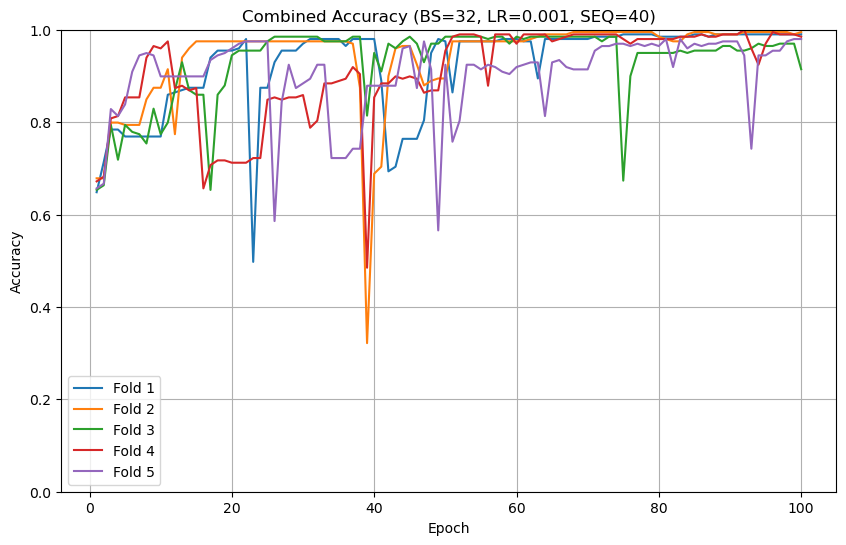 Combined Accuracy (BS=32, LR=0.001, SEQ=40)
1.0
0.8
0.6
0.4
0.2
0.0
Accuracy
Fold 1
Fold 2
Fold 3
Fold 4
Fold 5
0 20 40 60 80 100
Epoch